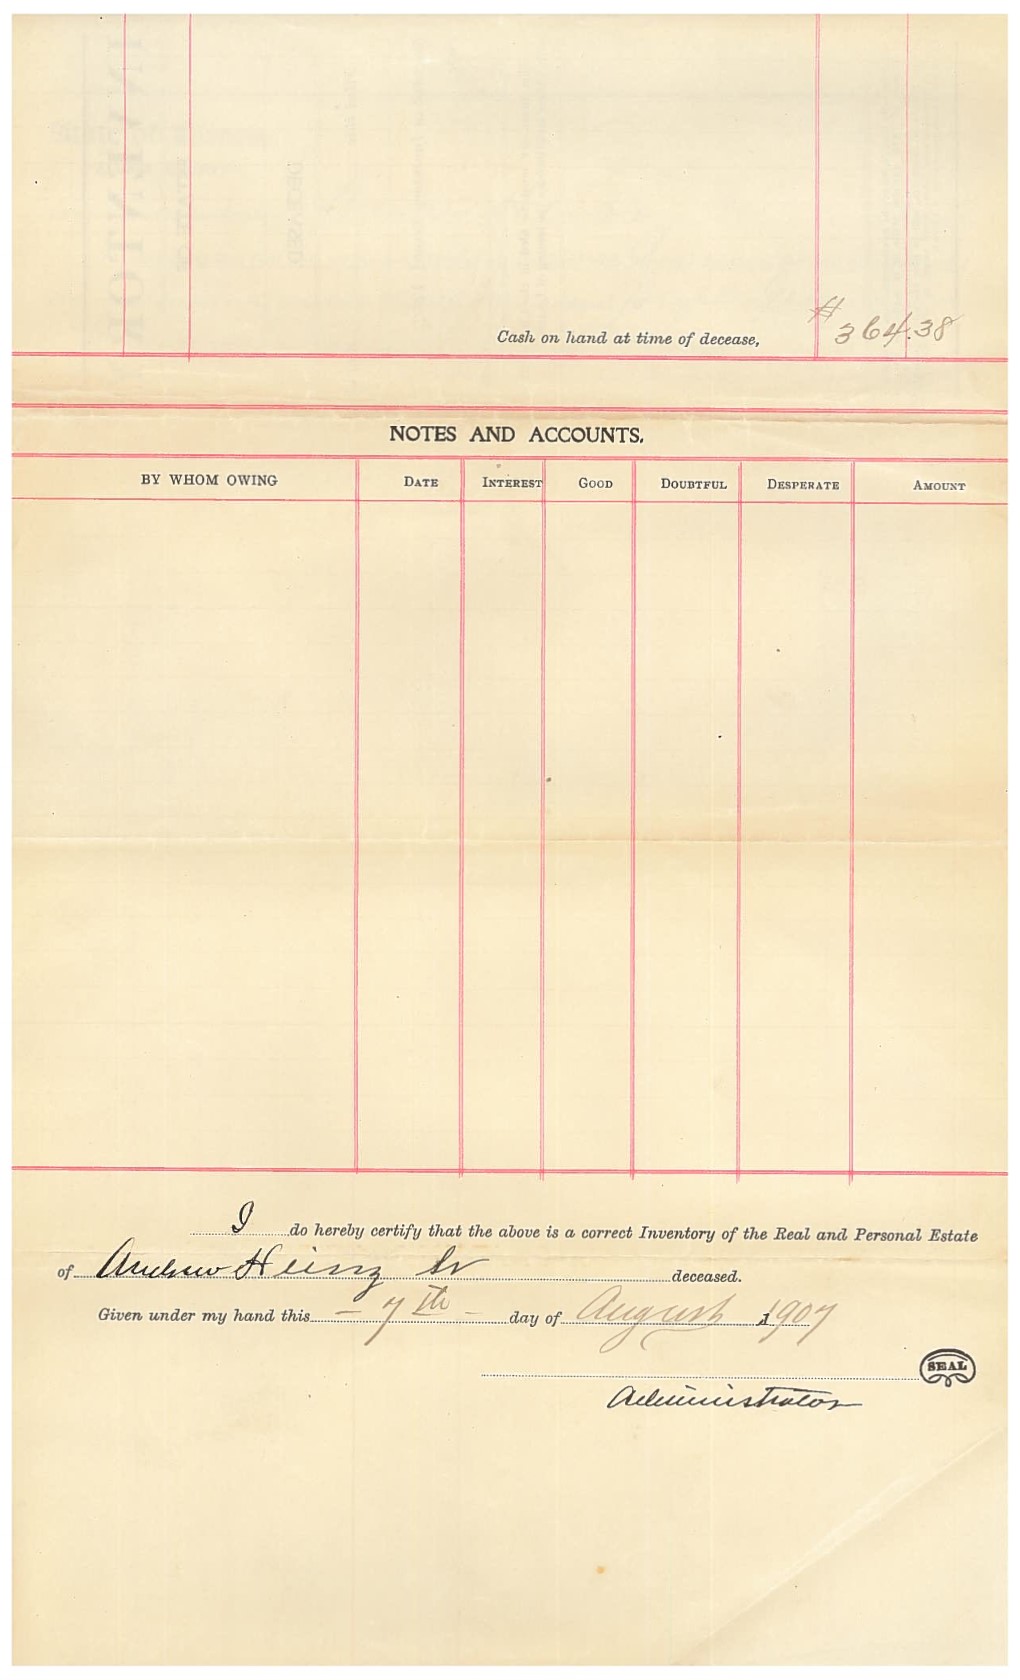 Cash on hand at time of decease, $ 364.38
NOTES AND ACCOUNTS.
BY WHOM OWING DATE INTEREST GOOD DOUBTFUL DESPERATE AMOUNT
I do hereby certify that the above is a correct Inventory of the Real and Personal Estate
of Andrew Heinz Sr deceased.
Given under my hand this - 7th - day of August 1907
SEAL
Administrator